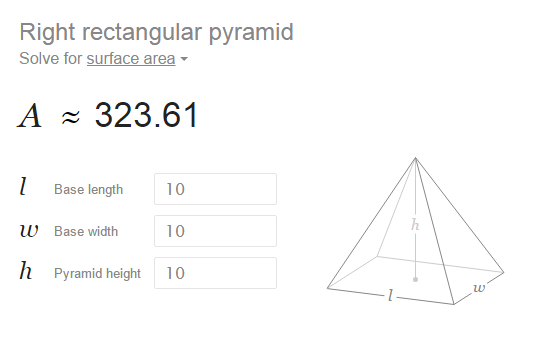 Right rectangular pyramid
Solve for surface area
A ≈ 323.61
l Base length 10
w Base width 10
h Pyramid height 10
h
l
w